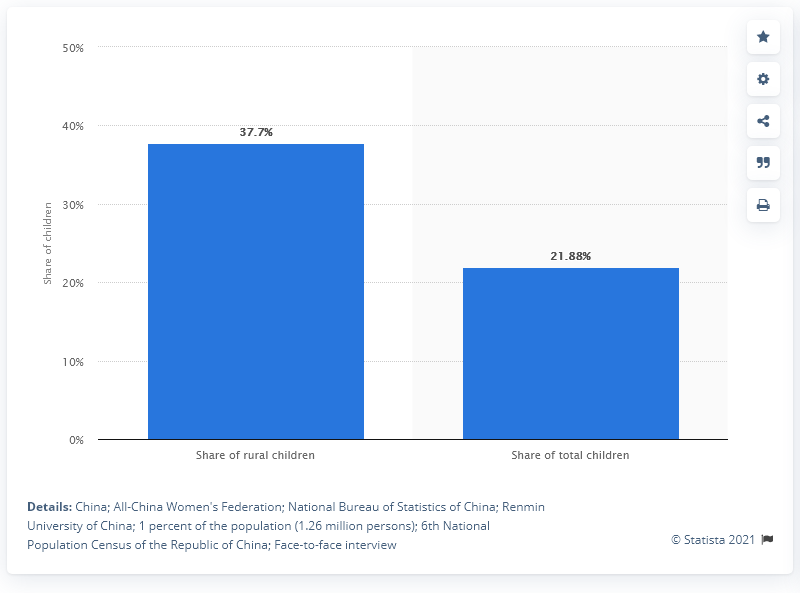 50%
40%
30%
20%
10%
0%
Share of children
37.7%
21.88%
Share of rural children
Share of total children
Details: China; All-China Women's Federation; National Bureau of Statistics of China; Renmin
University of China; 1 percent of the population (1.26 million persons); 6th National
Population Census of the Republic of China; Face-to-face interview
© Statista 2021